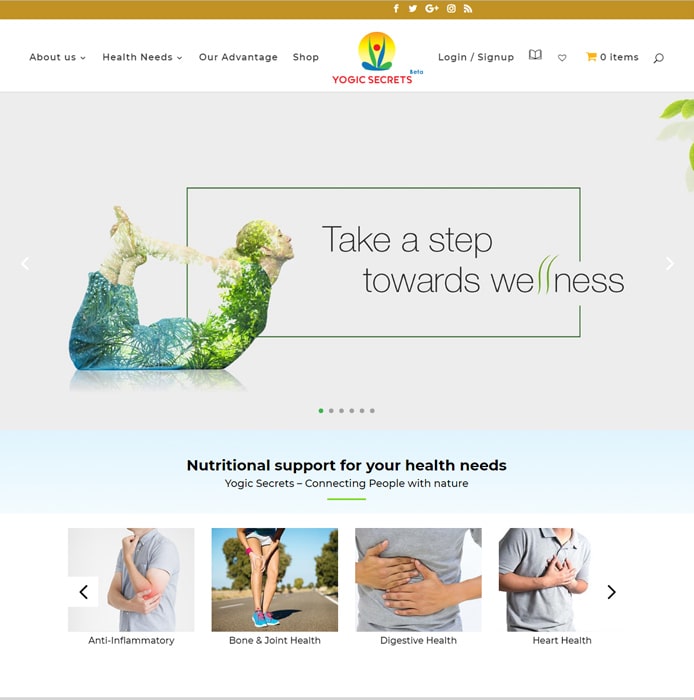 About us
Health Needs
Our Advantage
Shop
YOGIC SECRETS
Beta
Login / Signup
0 items
Take a step
towards wellness
Nutritional support for your health needs
Yogic Secrets – Connecting People with nature
Anti-Inflammatory
Bone & Joint Health
Digestive Health
Heart Health